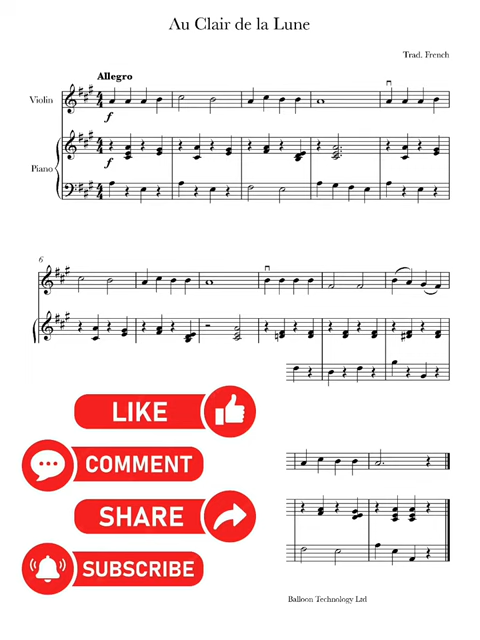 Au Clair de la Lune
Trad. French
Allegro
Violin
f
Piano
f
6
LIKE
COMMENT
SHARE
SUBSCRIBE
Balloon Technology Ltd